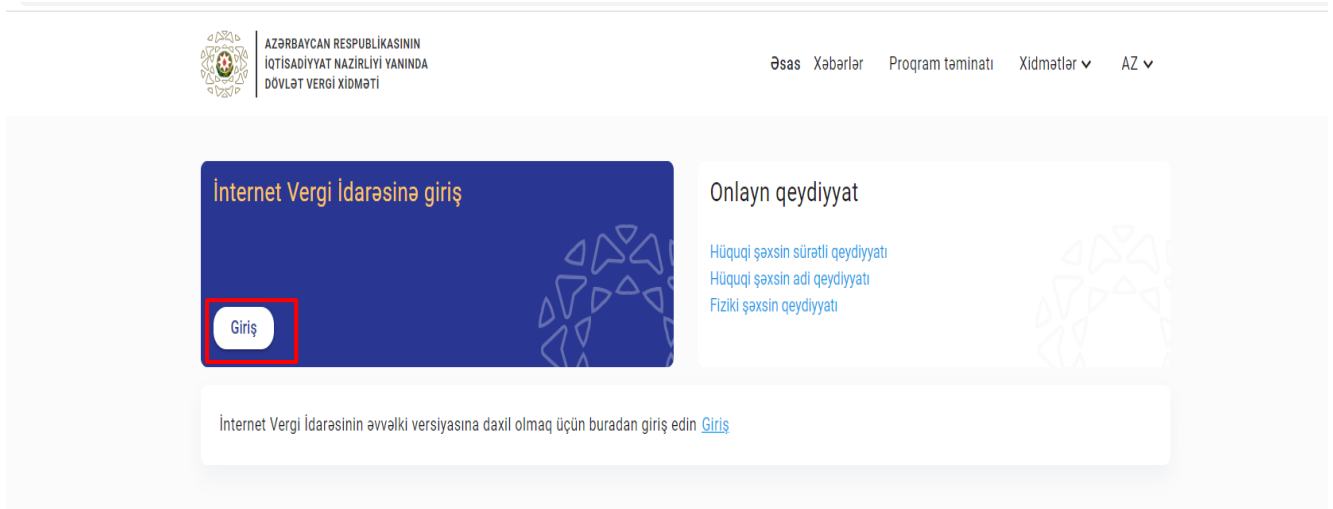 AZƏRBAYCAN RESPUBLİKASININ
İQTİSADİYYAT NAZİRLİYİ YANINDA
DÖVLƏT VERGİ XİDMƏTİ
Əsas Xəbərlər Proqram təminatı Xidmətlər AZ
İnternet Vergi İdarəsinə giriş
Giriş
Onlayn qeydiyyat
Hüquqi şəxsin sürətli qeydiyyatı
Hüquqi şəxsin adi qeydiyyatı
Fiziki şəxsin qeydiyyatı
İnternet Vergi İdarəsinin əvvəlki versiyasına daxil olmaq üçün buradan giriş edin Giriş